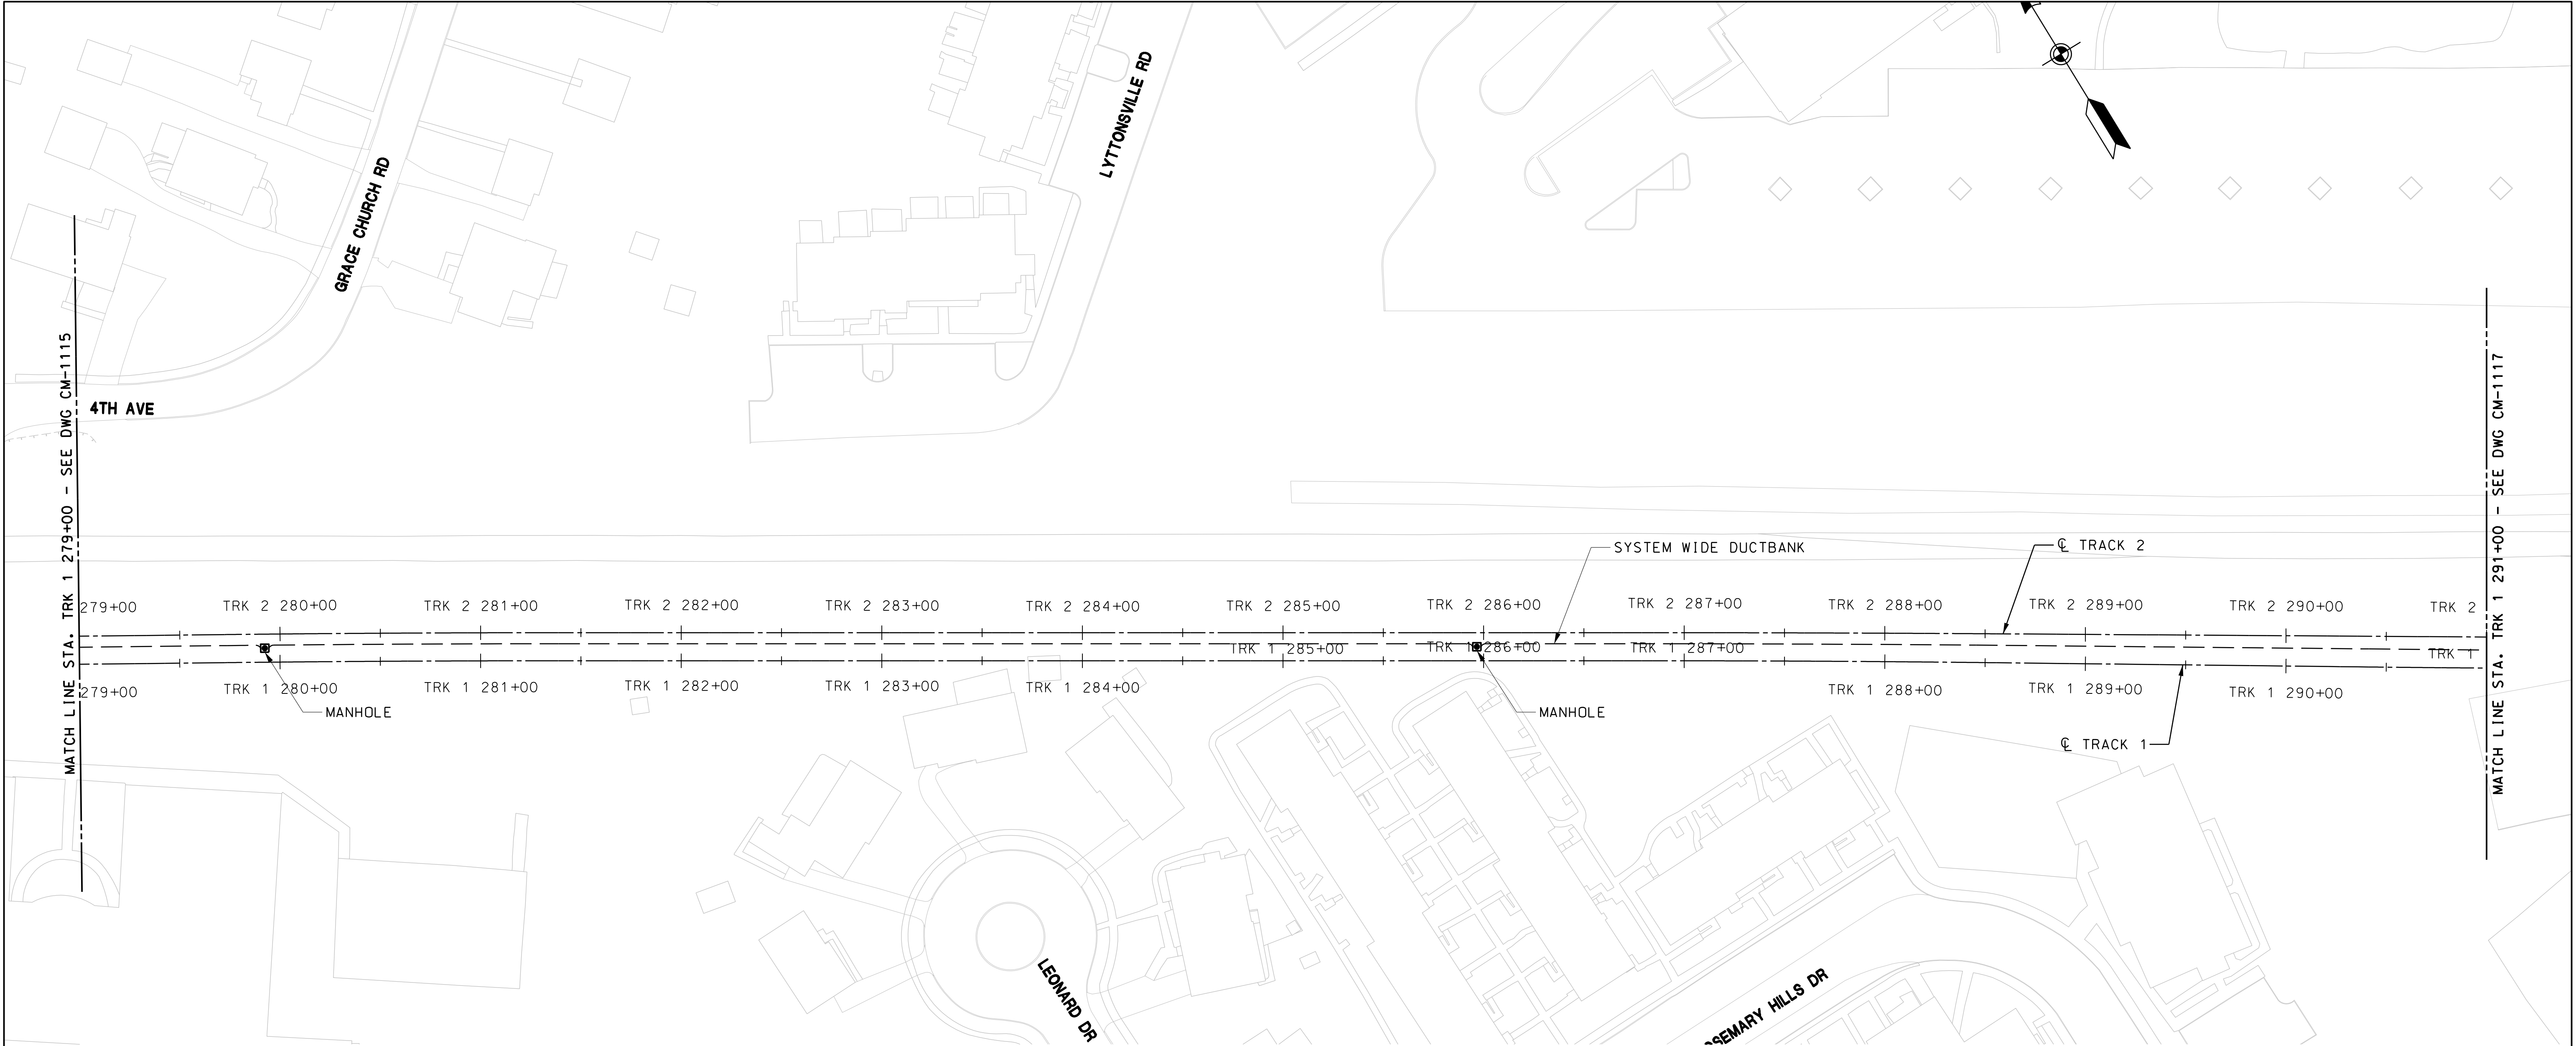 GRACE CHURCH RD
LYTTONSVILLE RD
4TH AVE
MATCH LINE STA. TRK 1 279+00 - SEE DWG CM-1115
MATCH LINE STA. TRK 1 291+00 - SEE DWG CM-1117
SYSTEM WIDE DUCTBANK
℄ TRACK 2
279+00
TRK 2 280+00
TRK 2 281+00
TRK 2 282+00
TRK 2 283+00
TRK 2 284+00
TRK 2 285+00
TRK 2 286+00
TRK 2 287+00
TRK 2 288+00
TRK 2 289+00
TRK 2 290+00
TRK 2
TRK 1 285+00
TRK 1 286+00
TRK 1 287+00
TRK 1
279+00
TRK 1 280+00
TRK 1 281+00
TRK 1 282+00
TRK 1 283+00
TRK 1 284+00
TRK 1 288+00
TRK 1 289+00
TRK 1 290+00
MANHOLE
MANHOLE
℄ TRACK 1
LEONARD DR
OSEMARY HILLS DR